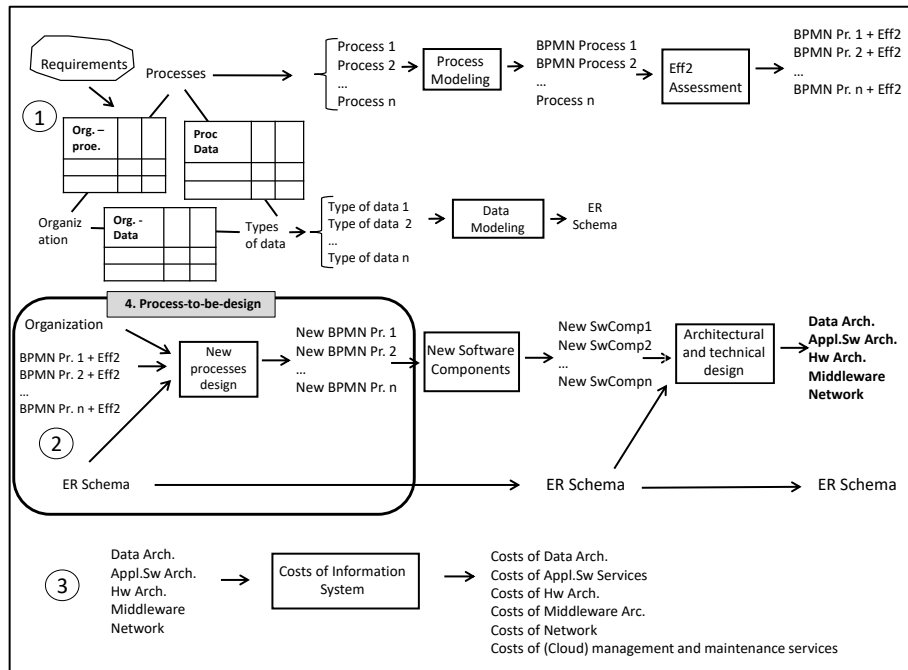 Requirements
Processes
Process 1
Process 2
...
Process n
Process
Modeling
BPMN Process 1
BPMN Process 2
...
Process n
Eff2
Assessment
BPMN Pr. 1 + Eff2
BPMN Pr. 2 + Eff2
...
BPMN Pr. n + Eff2
1
Org. –
proe.
Proc
Data
Organiz
ation
Org. -
Data
Types
of data
Type of data 1
Type of data 2
...
Type of data n
Data
Modeling
ER
Schema
4. Process-to-be-design
Organization
BPMN Pr. 1 + Eff2
BPMN Pr. 2 + Eff2
...
BPMN Pr. n + Eff2
New
processes
design
New BPMN Pr. 1
New BPMN Pr. 2
...
New BPMN Pr. n
New Software
Components
New SwComp1
New SwComp2
...
New SwCompn
Architectural
and technical
design
Data Arch.
Appl.Sw Arch.
Hw Arch.
Middleware
Network
2
ER Schema
ER Schema
ER Schema
3
Data Arch.
Appl.Sw Arch.
Hw Arch.
Middleware
Network
Costs of Information
System
Costs of Data Arch.
Costs of Appl.Sw Services
Costs of Hw Arch.
Costs of Middleware Arc.
Costs of Network
Costs of (Cloud) management and maintenance services